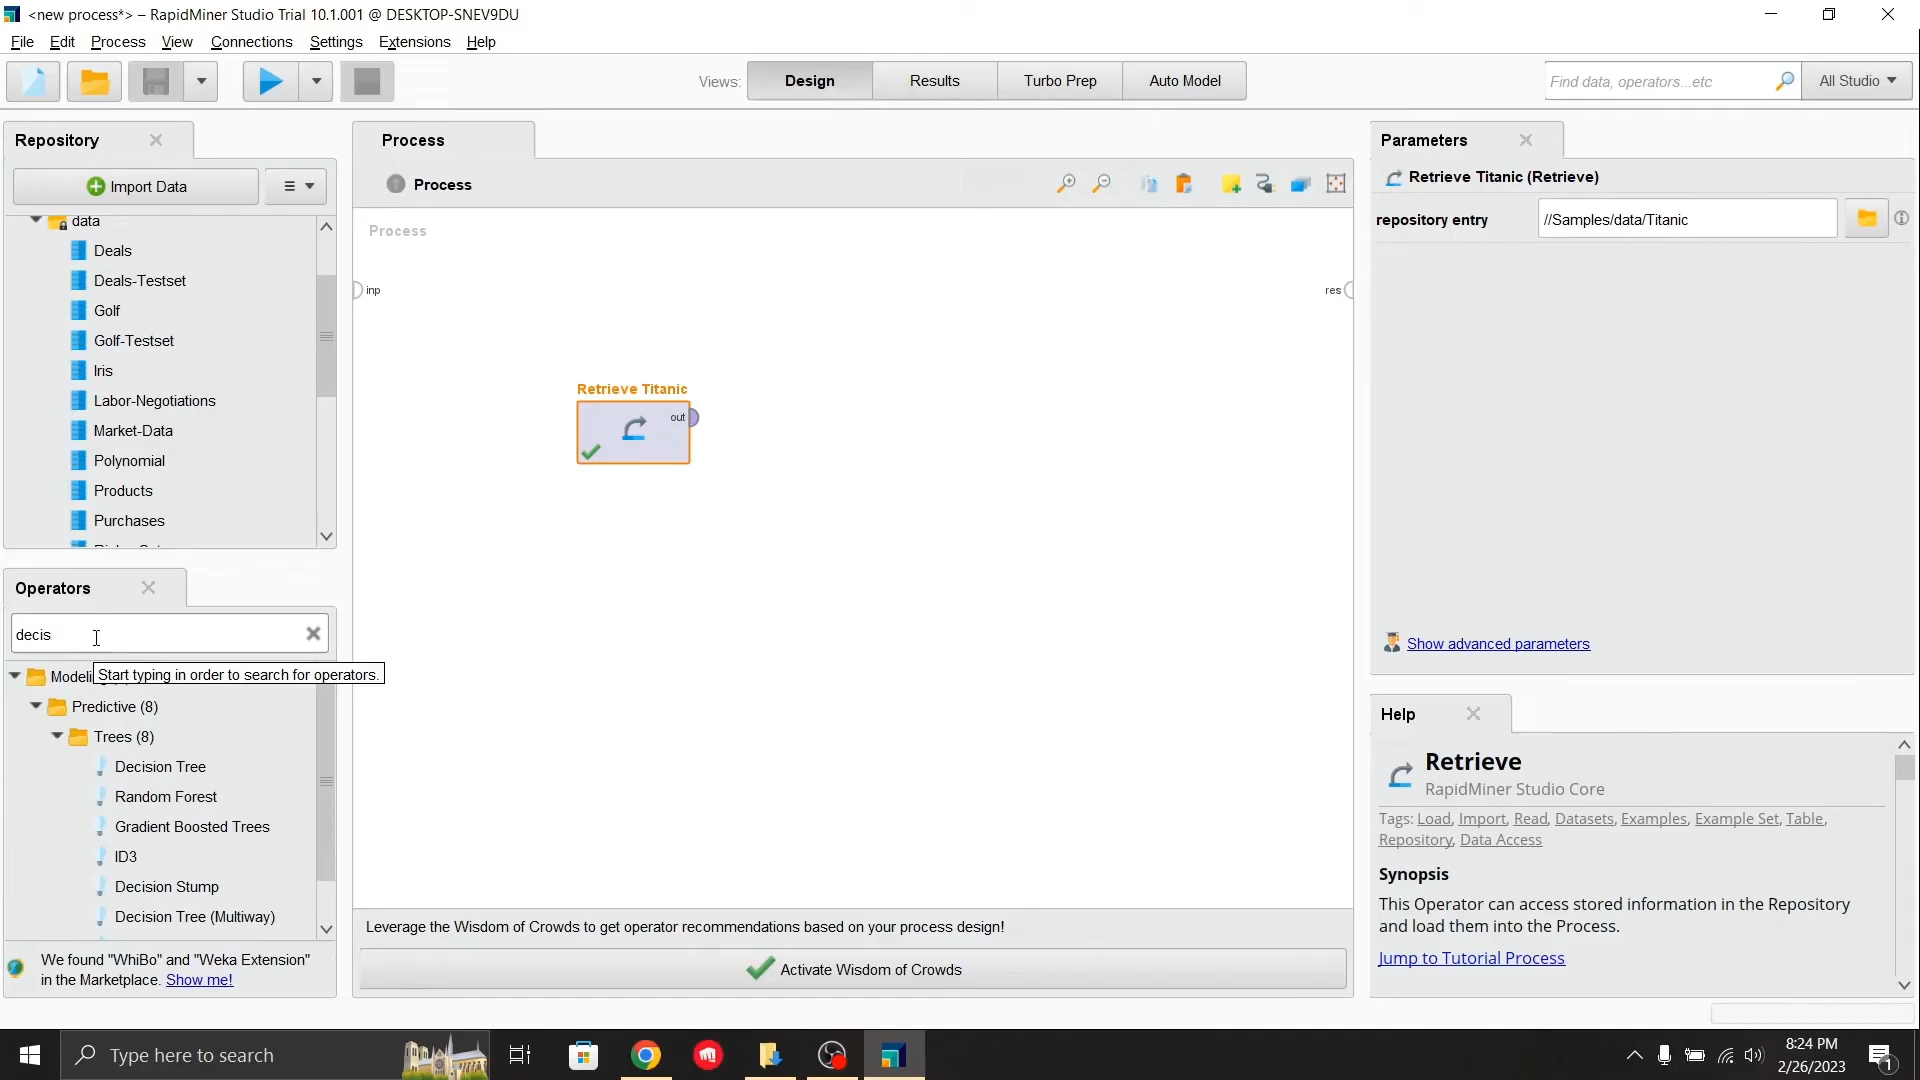 <new process*> – RapidMiner Studio Trial 10.1.001 @ DESKTOP-SNEV9DU
File Edit Process View Connections Settings Extensions Help
Views: Design Results Turbo Prep Auto Model
Find data, operators...etc All Studio
Repository
Import Data
data
Deals
Deals-Testset
Golf
Golf-Testset
Iris
Labor-Negotiations
Market-Data
Polynomial
Products
Purchases
Operators
decis
Start typing in order to search for operators.
Modeli
Predictive (8)
Trees (8)
Decision Tree
Random Forest
Gradient Boosted Trees
ID3
Decision Stump
Decision Tree (Multiway)
We found "WhiBo" and "Weka Extension"
in the Marketplace. Show me!
Process
Process
Process
inp
res
Retrieve Titanic
out
Leverage the Wisdom of Crowds to get operator recommendations based on your process design!
Activate Wisdom of Crowds
Parameters
Retrieve Titanic (Retrieve)
repository entry //Samples/data/Titanic
Show advanced parameters
Help
Retrieve
RapidMiner Studio Core
Tags: Load, Import, Read, Datasets, Examples, Example Set, Table,
Repository, Data Access
Synopsis
This Operator can access stored information in the Repository
and load them into the Process.
Jump to Tutorial Process
Type here to search
8:24 PM
2/26/2023
1